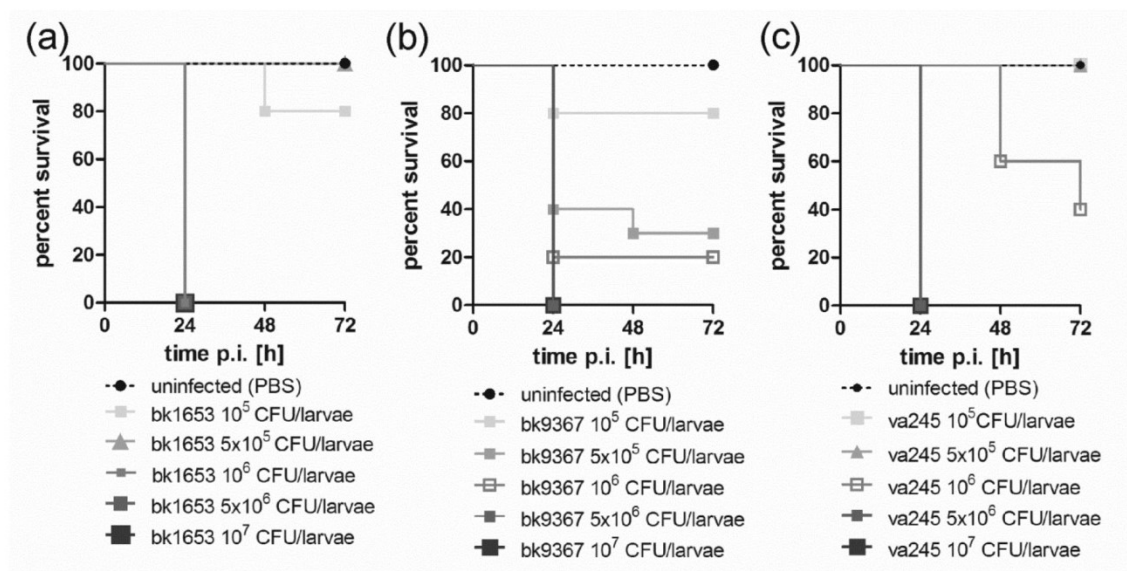 (a)
percent survival
100
80
60
40
20
0
0 24 48 72
time p.i. [h]
uninfected (PBS)
bk1653 10⁵ CFU/larvae
bk1653 5x10⁵ CFU/larvae
bk1653 10⁶ CFU/larvae
bk1653 5x10⁶ CFU/larvae
bk1653 10⁷ CFU/larvae
(b)
percent survival
100
80
60
40
20
0
0 24 48 72
time p.i. [h]
uninfected (PBS)
bk9367 10⁵ CFU/larvae
bk9367 5x10⁵ CFU/larvae
bk9367 10⁶ CFU/larvae
bk9367 5x10⁶ CFU/larvae
bk9367 10⁷ CFU/larvae
(c)
percent survival
100
80
60
40
20
0
0 24 48 72
time p.i. [h]
uninfected (PBS)
va245 10⁵CFU/larvae
va245 5x10⁵ CFU/larvae
va245 10⁶ CFU/larvae
va245 5x10⁶ CFU/larvae
va245 10⁷ CFU/larvae